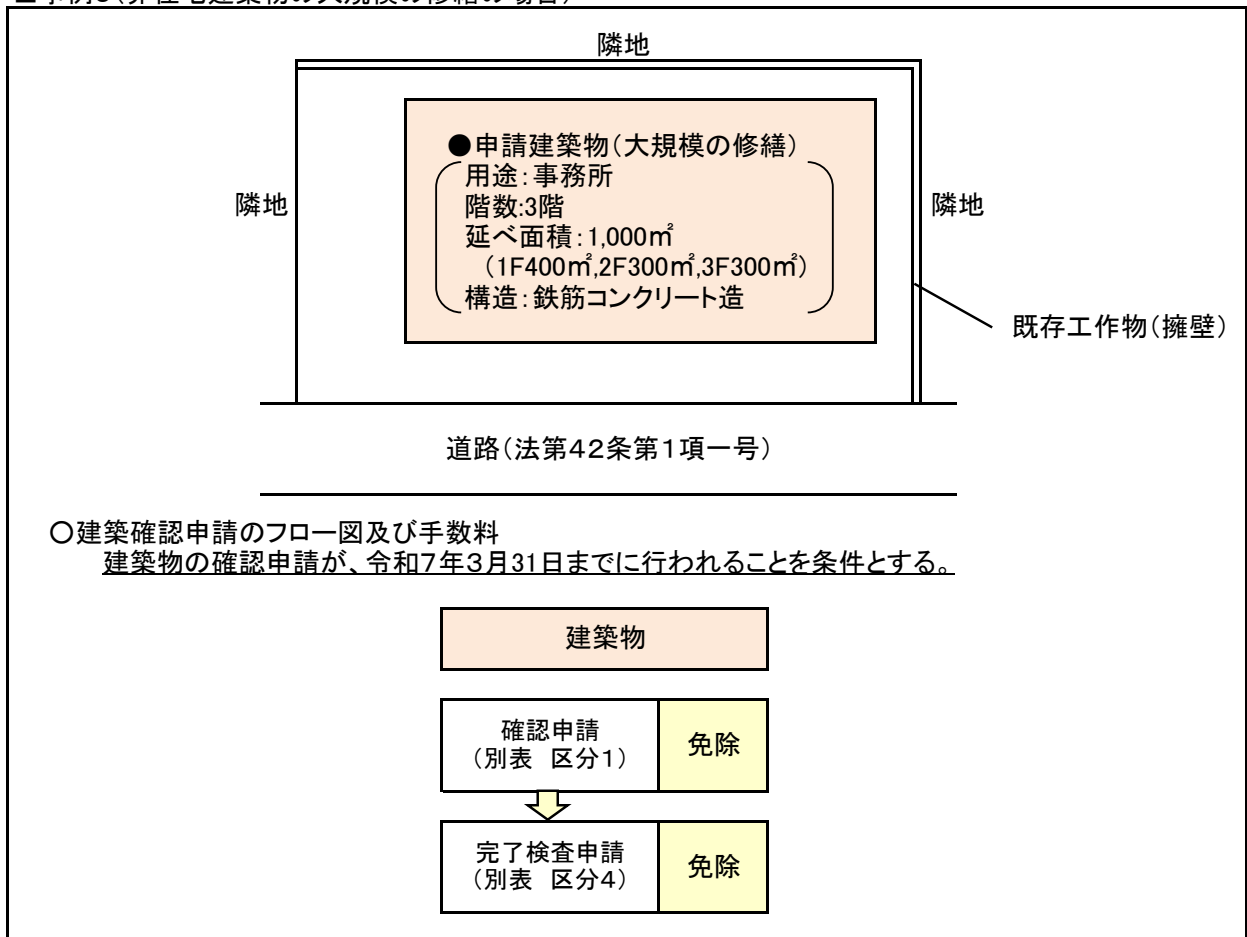 隣地
●申請建築物(大規模の修繕)
用途:事務所
階数:3階
延べ面積:1,000㎡
(1F400㎡,2F300㎡,3F300㎡)
構造:鉄筋コンクリート造
隣地
隣地
既存工作物(擁壁)
道路(法第42条第1項一号)
○建築確認申請のフロー図及び手数料
建築物の確認申請が、令和7年3月31日までに行われることを条件とする。
建築物
確認申請
(別表 区分1)
免除
完了検査申請
(別表 区分4)
免除